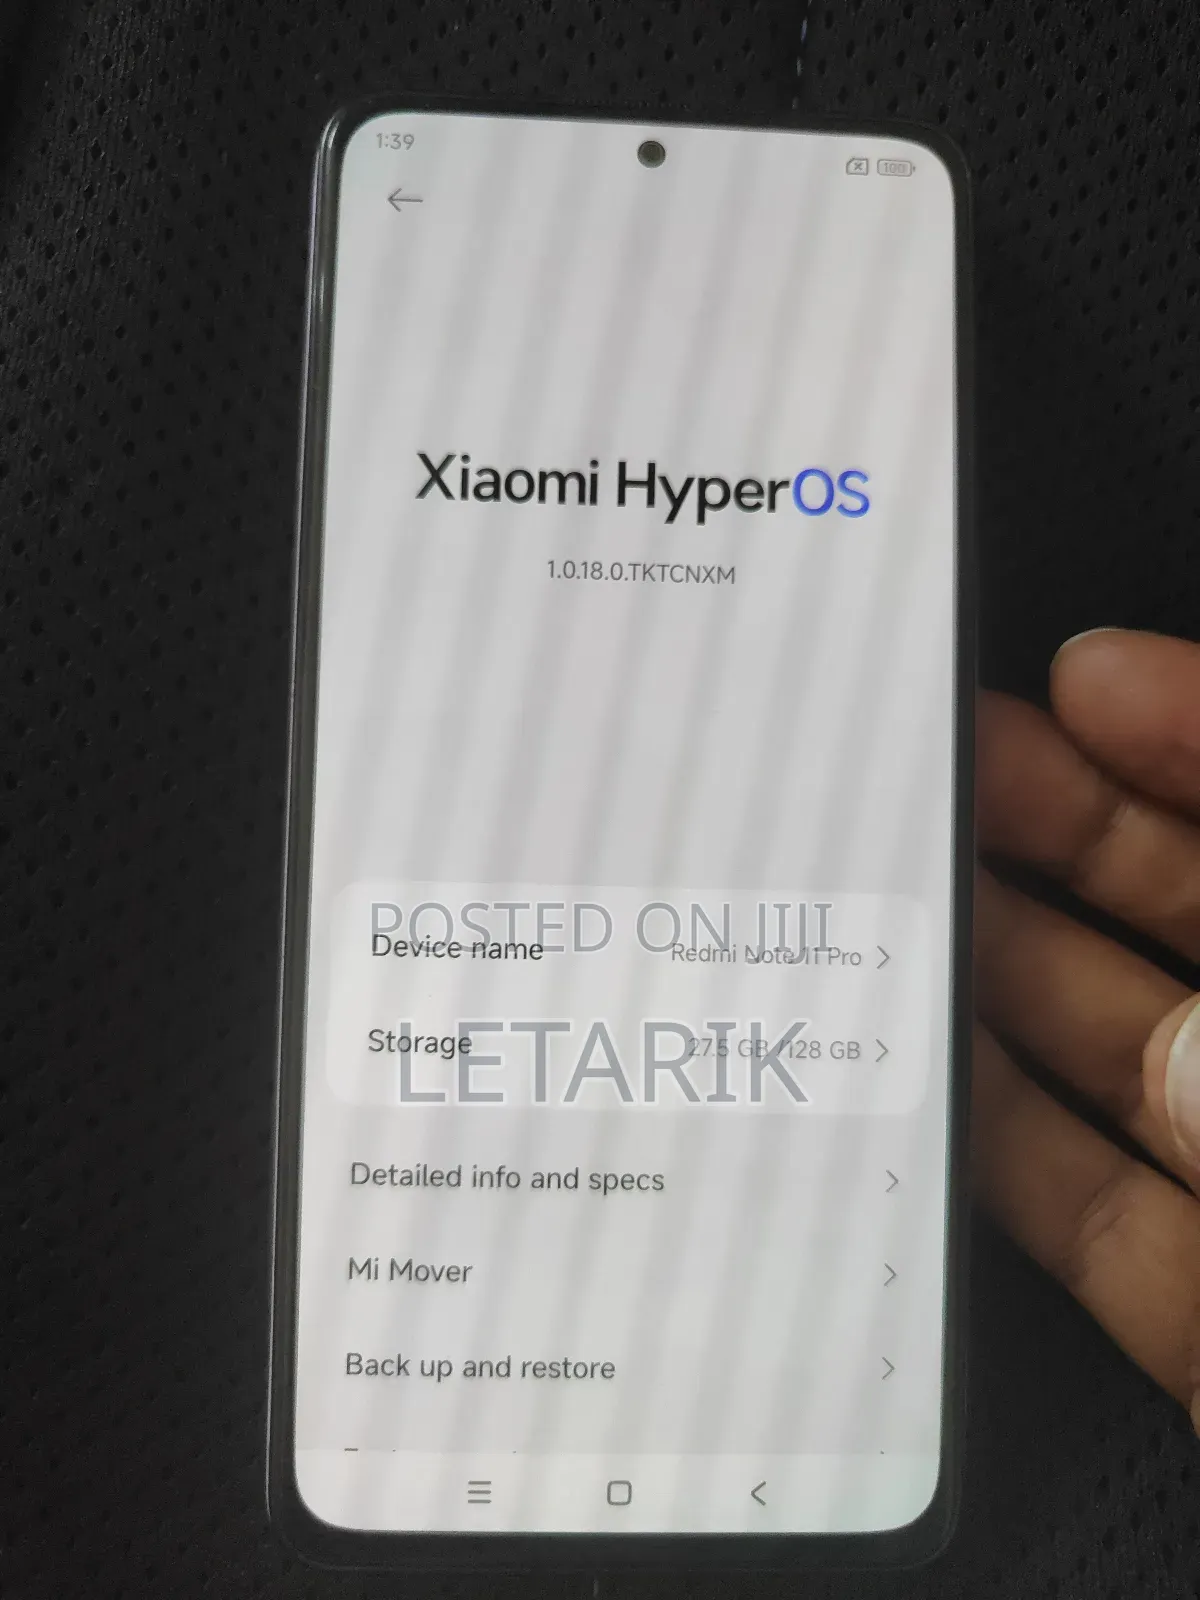 1:39
100
Xiaomi HyperOS
1.0.18.0.TKTCNXM
POSTED ON JIJI
Device name Redmi Note 11 Pro
LETARIK
Storage 27.5 GB /128 GB
Detailed info and specs
Mi Mover
Back up and restore